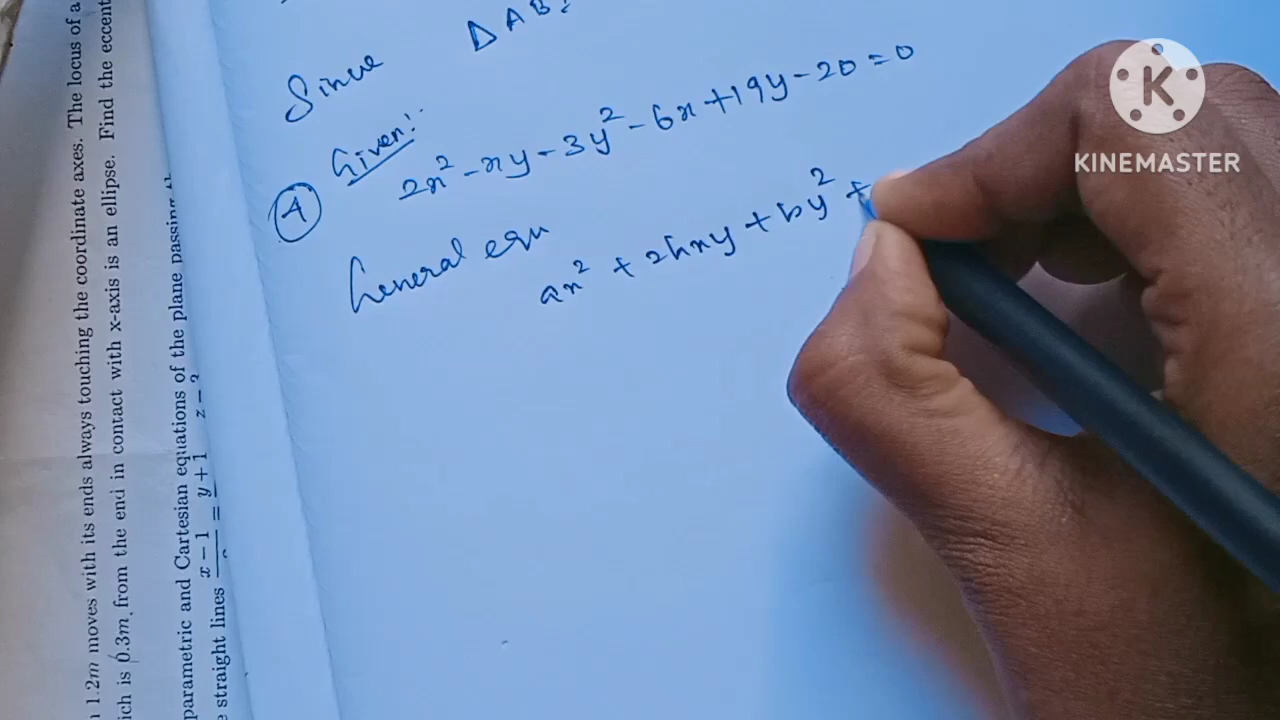 Since ΔAB
④ Given:-
2x² - xy - 3y² - 6x + 19y - 20 = 0
General equ
ax² + 2hxy + by² +
K
KINEMASTER
1.2m moves with its ends always touching the coordinate axes. The locus of a
ich is 0.3m from the end in contact with x-axis is an ellipse. Find the eccent
parametric and Cartesian equations of the plane passing
straight lines x − 1 y + 1 z −
=